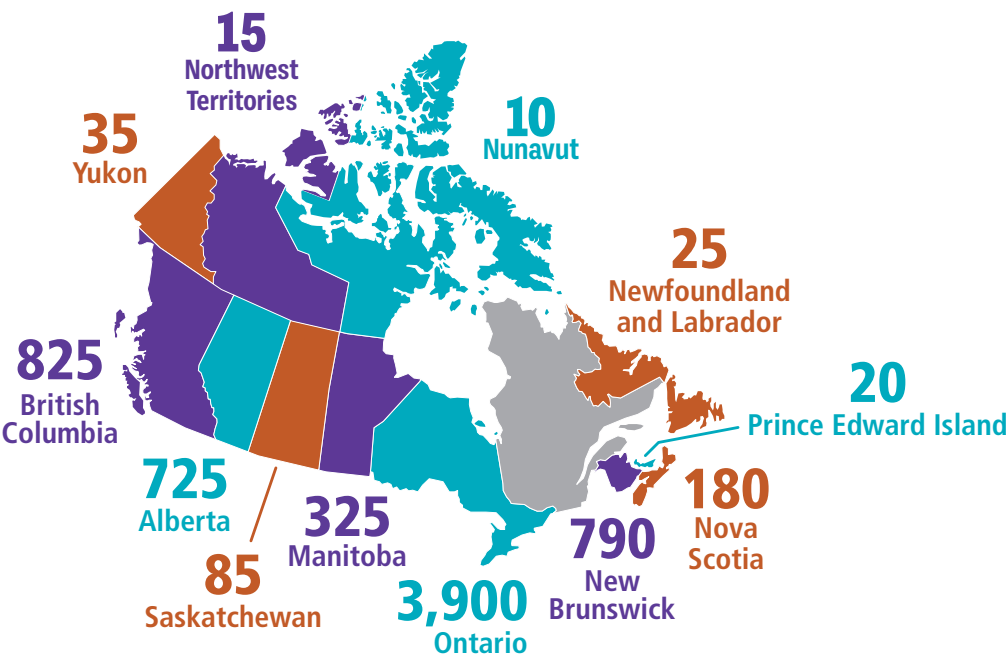 15
Northwest
Territories
35
Yukon
10
Nunavut
25
Newfoundland
and Labrador
825
British
Columbia
20
Prince Edward Island
725
Alberta
85
Saskatchewan
325
Manitoba
3,900
Ontario
790
New
Brunswick
180
Nova
Scotia